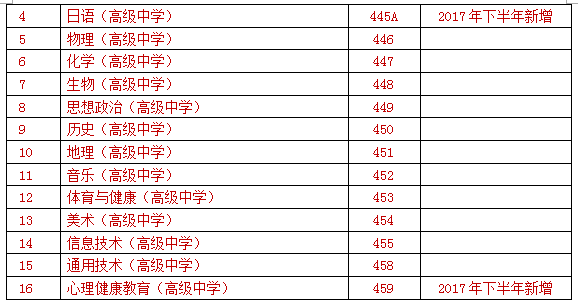 4 日语（高级中学） 445A 2017年下半年新增
5 物理（高级中学） 446
6 化学（高级中学） 447
7 生物（高级中学） 448
8 思想政治（高级中学） 449
9 历史（高级中学） 450
10 地理（高级中学） 451
11 音乐（高级中学） 452
12 体育与健康（高级中学） 453
13 美术（高级中学） 454
14 信息技术（高级中学） 455
15 通用技术（高级中学） 458
16 心理健康教育（高级中学） 459 2017年下半年新增